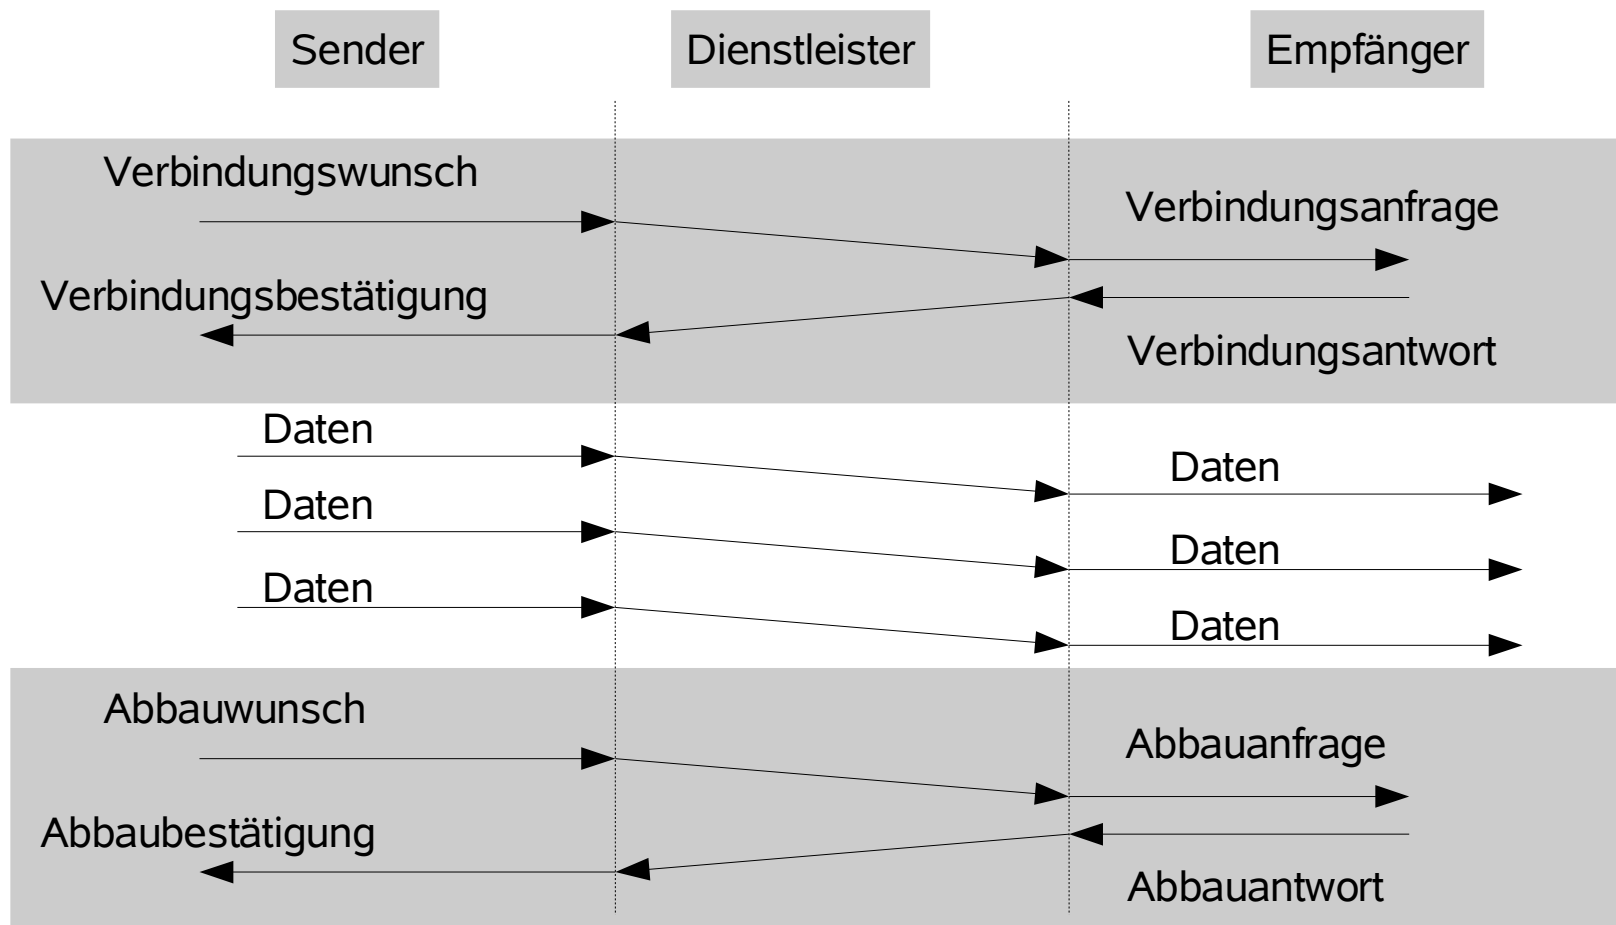 Sender
Dienstleister
Empfänger
Verbindungswunsch
Verbindungsanfrage
Verbindungsbestätigung
Verbindungsantwort
Daten
Daten
Daten
Daten
Daten
Daten
Abbauwunsch
Abbauanfrage
Abbaubestätigung
Abbauantwort